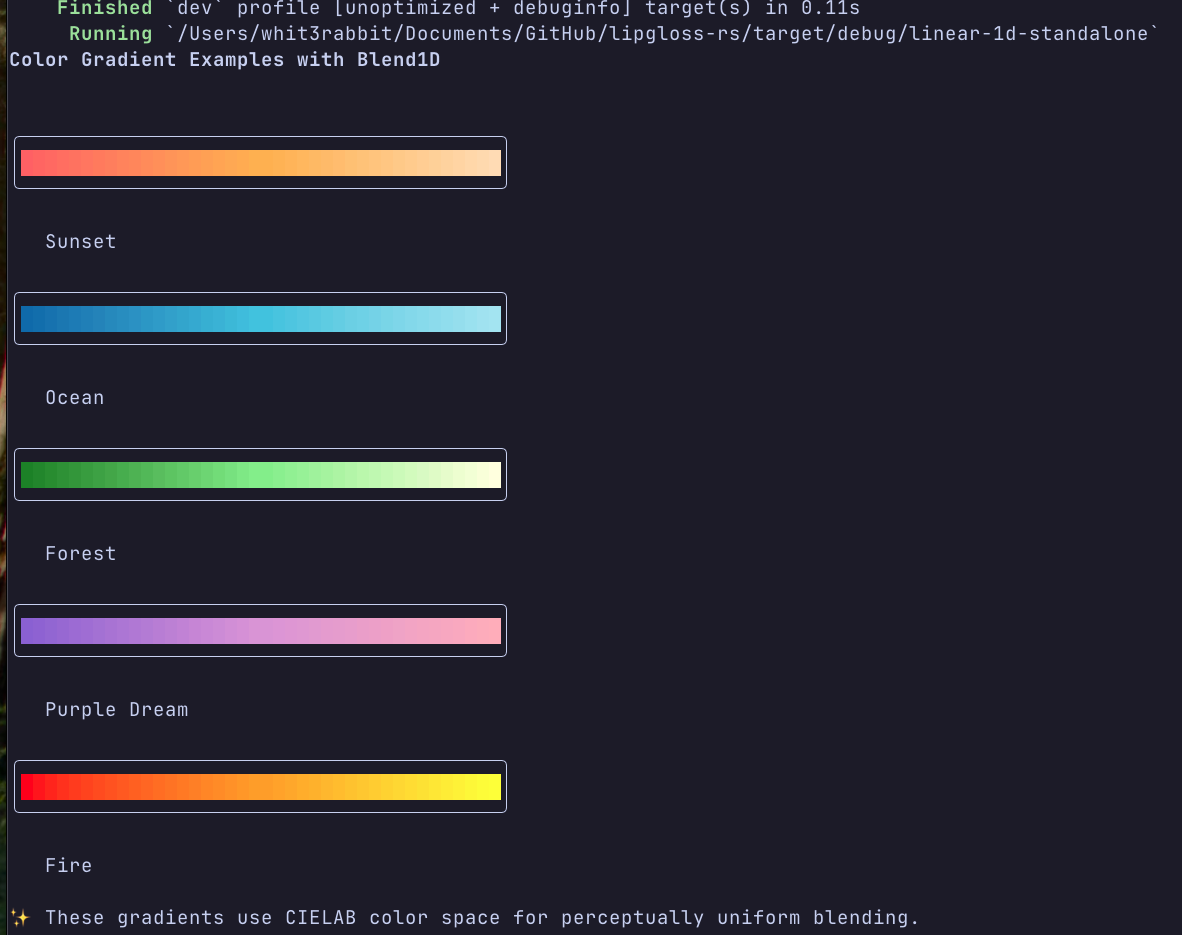 Finished `dev` profile [unoptimized + debuginfo] target(s) in 0.11s
Running `/Users/whit3rabbit/Documents/GitHub/lipgloss-rs/target/debug/linear-1d-standalone`
Color Gradient Examples with Blend1D
Sunset
Ocean
Forest
Purple Dream
Fire
✨ These gradients use CIELAB color space for perceptually uniform blending.